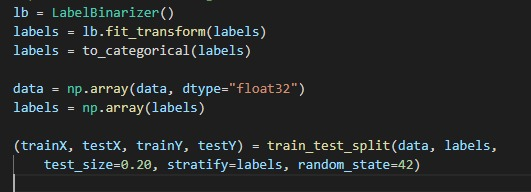 lb = LabelBinarizer()
labels = lb.fit_transform(labels)
labels = to_categorical(labels)
data = np.array(data, dtype="float32")
labels = np.array(labels)
(trainX, testX, trainY, testY) = train_test_split(data, labels,
test_size=0.20, stratify=labels, random_state=42)